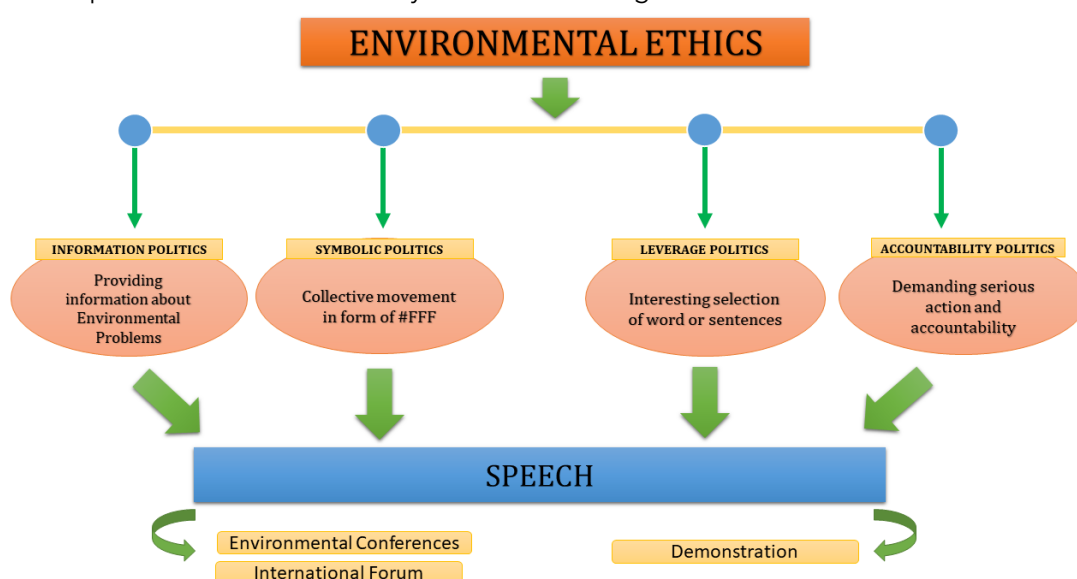 ENVIRONMENTAL ETHICS
INFORMATION POLITICS
Providing
information about
Environmental
Problems
SYMBOLIC POLITICS
Collective movement
in form of #FFF
LEVERAGE POLITICS
Interesting selection
of word or sentences
ACCOUNTABILITY POLITICS
Demanding serious
action and
accountability
SPEECH
Environmental Conferences
International Forum
Demonstration